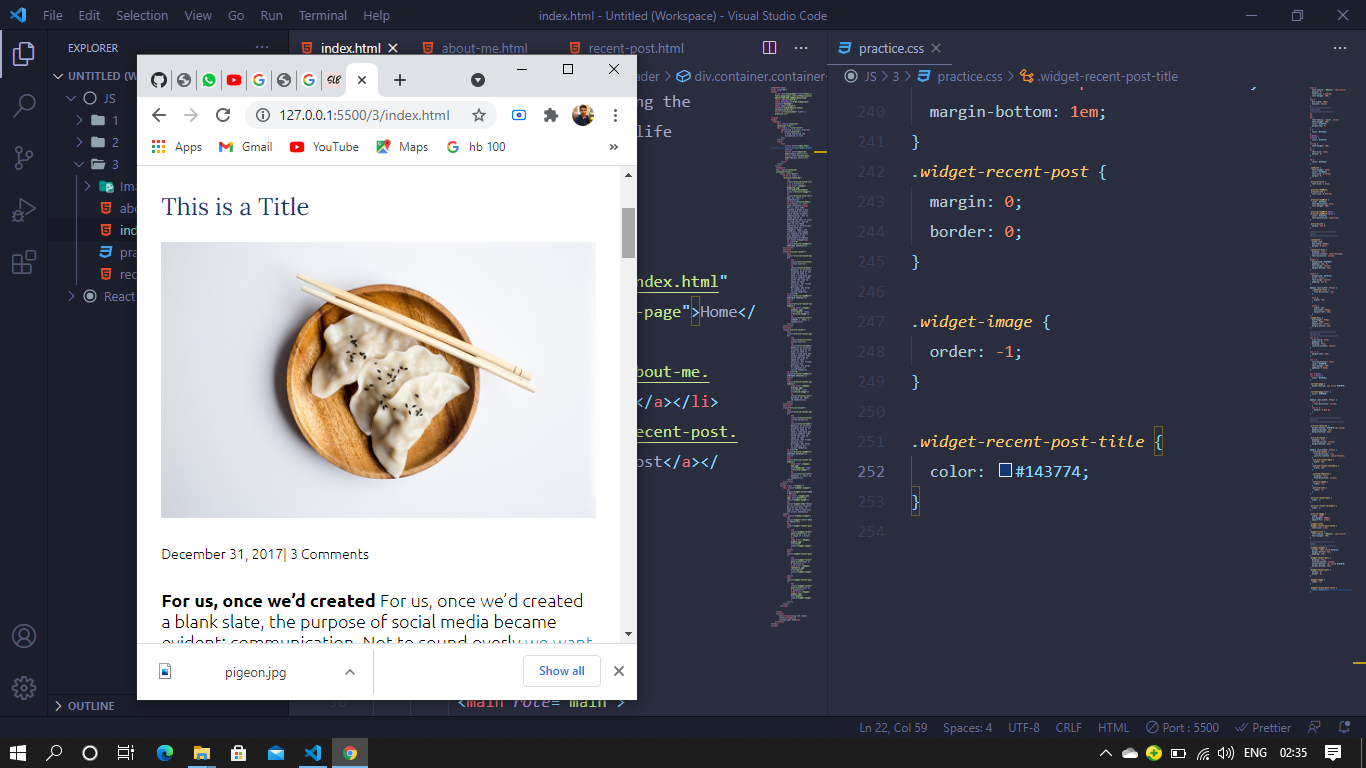 File Edit Selection View Go Run Terminal Help
index.html - Untitled (Workspace) - Visual Studio Code
EXPLORER
UNTITLED (W
JS
1
2
3
Ima
abo
ind
pra
rec
React
OUTLINE
index.html
about-me.html
recent-post.html
ader > div.container.container-
ng the
life
ndex.html"
-page">Home</
bout-me.
</a></li>
ecent-post.
ost</a></
50
<main role="main">
SLB
127.0.0.1:5500/3/index.html
Apps Gmail YouTube Maps hb 100 »
This is a Title
December 31, 2017| 3 Comments
For us, once we’d created For us, once we’d created
a blank slate, the purpose of social media became
evident: communication. Not to sound overly we want
pigeon.jpg
Show all
practice.css
JS > 3 > practice.css > .widget-recent-post-title
240 margin-bottom: 1em;
241 }
242 .widget-recent-post {
243 margin: 0;
244 border: 0;
245 }
246
247 .widget-image {
248 order: -1;
249 }
250
251 .widget-recent-post-title {
252 color: #143774;
253 }
254
Ln 22, Col 59 Spaces: 4 UTF-8 CRLF HTML Port : 5500 Prettier
ENG 02:35